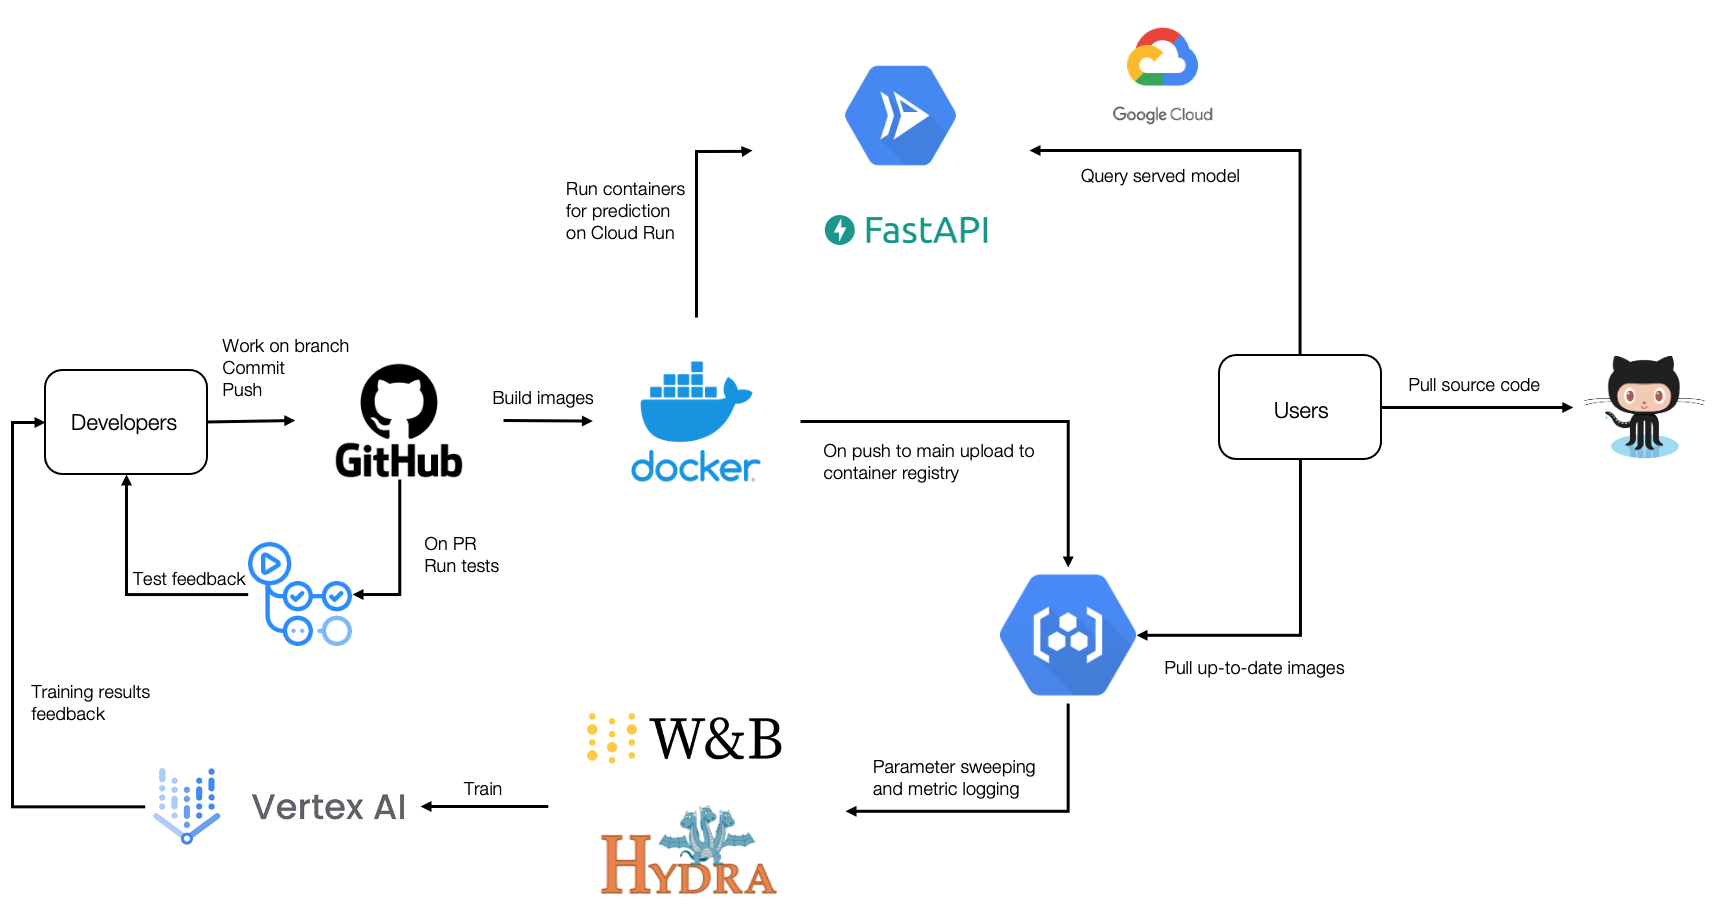 Google Cloud
Query served model
Run containers
for prediction
on Cloud Run
FastAPI
Work on branch
Commit
Push
Developers
GitHub
Build images
docker
On push to main upload to
container registry
Users
Pull source code
On PR
Run tests
Test feedback
Pull up-to-date images
Training results
feedback
W&B
Parameter sweeping
and metric logging
Train
Vertex AI
HYDRA